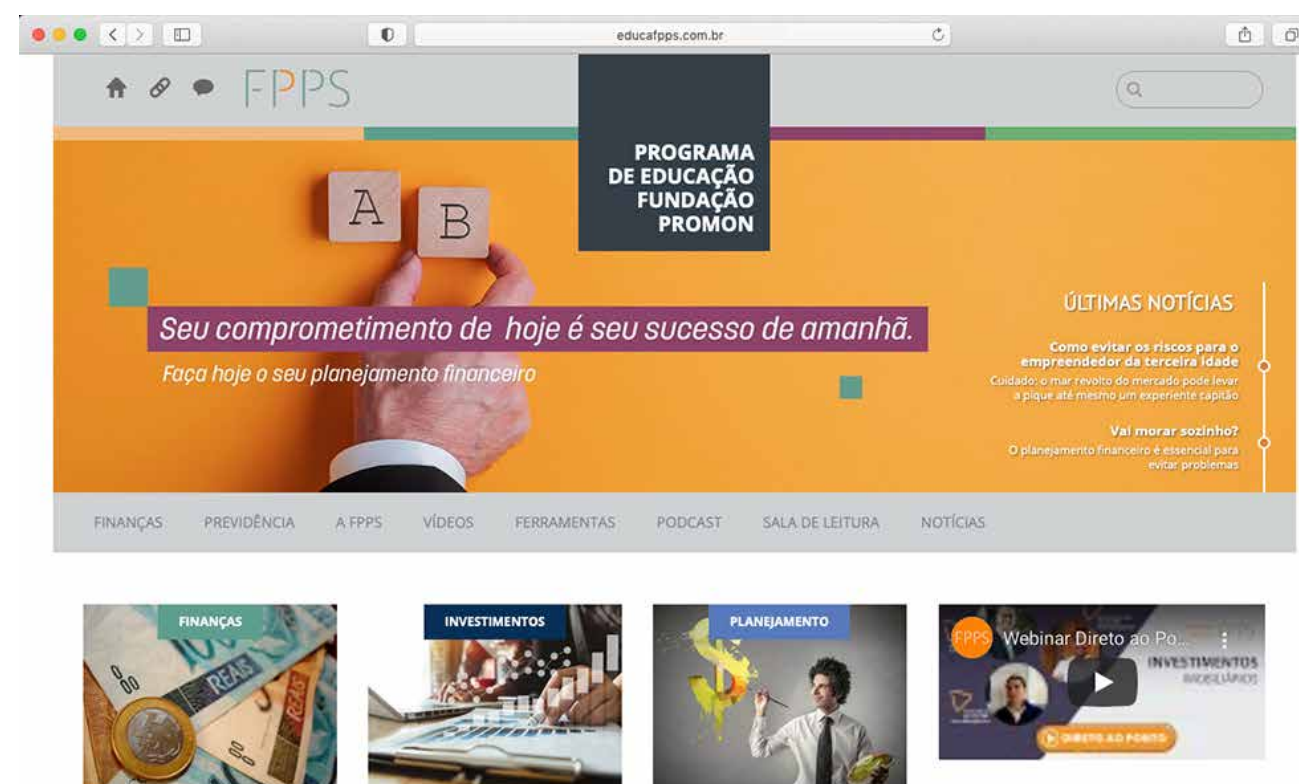 educafpps.com.br
FPPS
PROGRAMA
DE EDUCAÇÃO
FUNDAÇÃO
PROMON
A
B
Seu comprometimento de hoje é seu sucesso de amanhã.
Faça hoje o seu planejamento financeiro
ÚLTIMAS NOTÍCIAS
Como evitar os riscos para o
empreendedor da terceira idade
Cuidado: o mar revolto do mercado pode levar
a pique até mesmo um experiente capitão
Vai morar sozinho?
O planejamento financeiro é essencial para
evitar problemas
FINANÇAS PREVIDÊNCIA A FPPS VÍDEOS FERRAMENTAS PODCAST SALA DE LEITURA NOTÍCIAS
FINANÇAS
REAIS
REAIS
INVESTIMENTOS
PLANEJAMENTO
FPPS Webinar Direto ao Po...
INVESTIMENTOS
IMOBILIÁRIOS
DIRETO AO PONTO